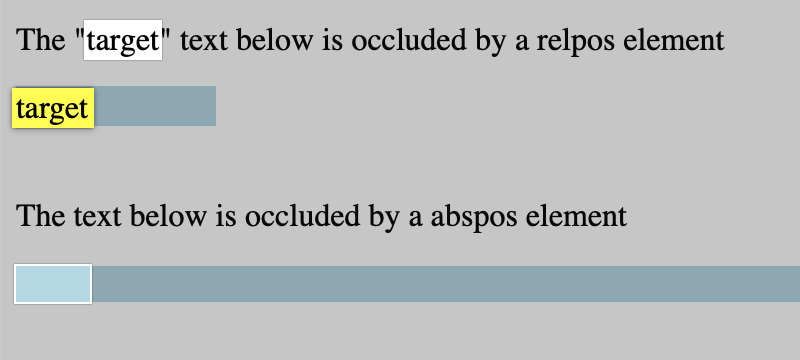 The "target" text below is occluded by a relpos element
target
The text below is occluded by a abspos element